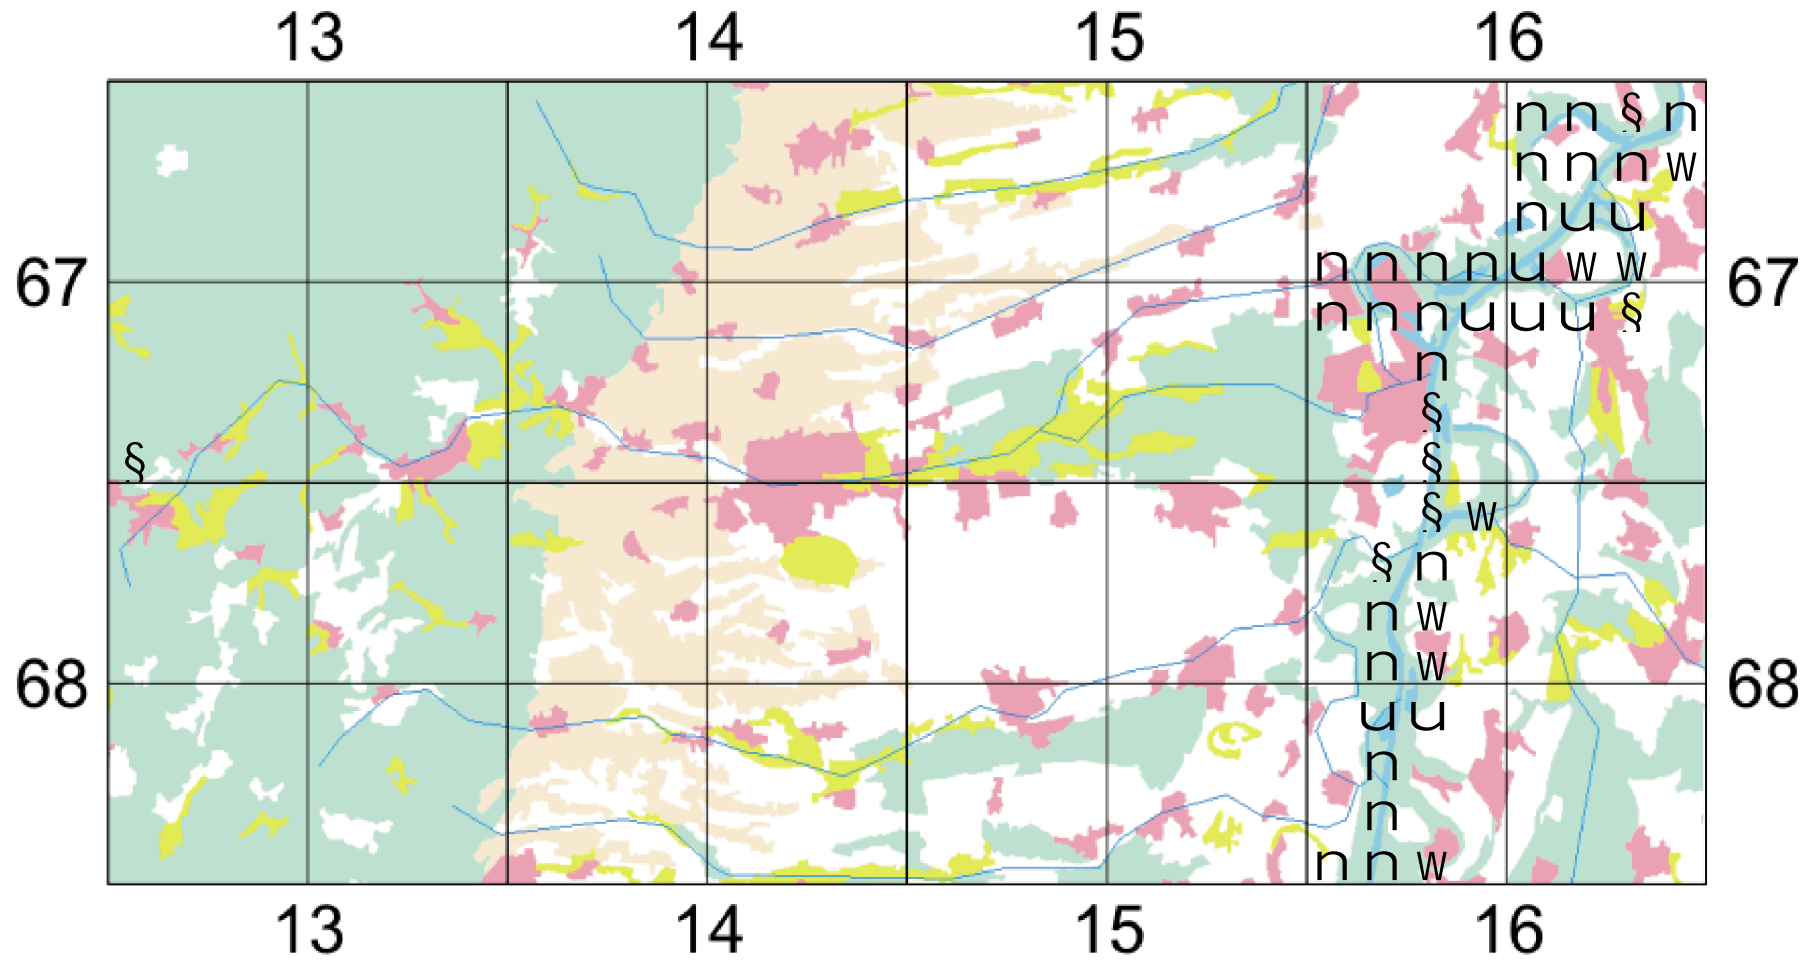 13 14 15 16
n n § n
n n n w
n u u
67 n n n n u w w 67
n n n u u u §
n
§
§ §
§ w
§ n
n w
n w
68 68
u u
n
n
n n w
13 14 15 16